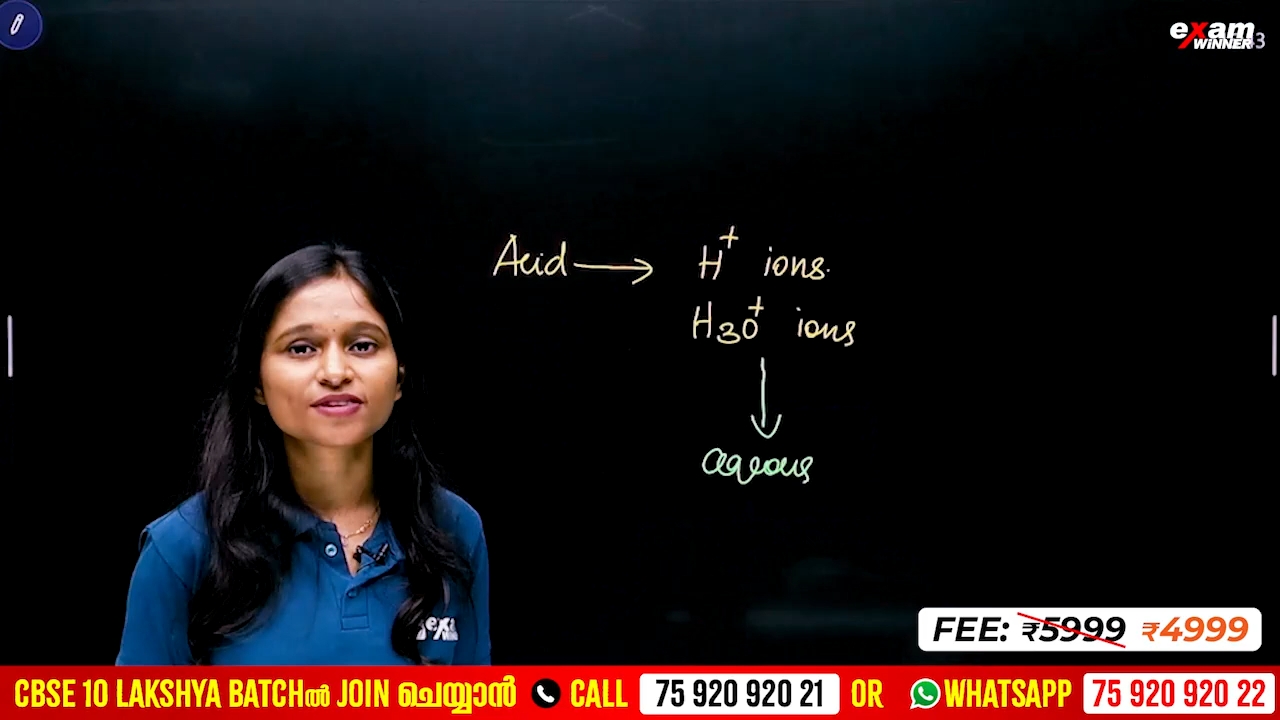 exam
WINNER
Acid → H⁺ ions.
H₃O⁺ ions
↓
aqeous
exam
FEE: ₹5999 ₹4999
CBSE 10 LAKSHYA BATCHൽ JOIN ചെയ്യാൻ CALL 75 920 920 21 OR WHATSAPP 75 920 920 22